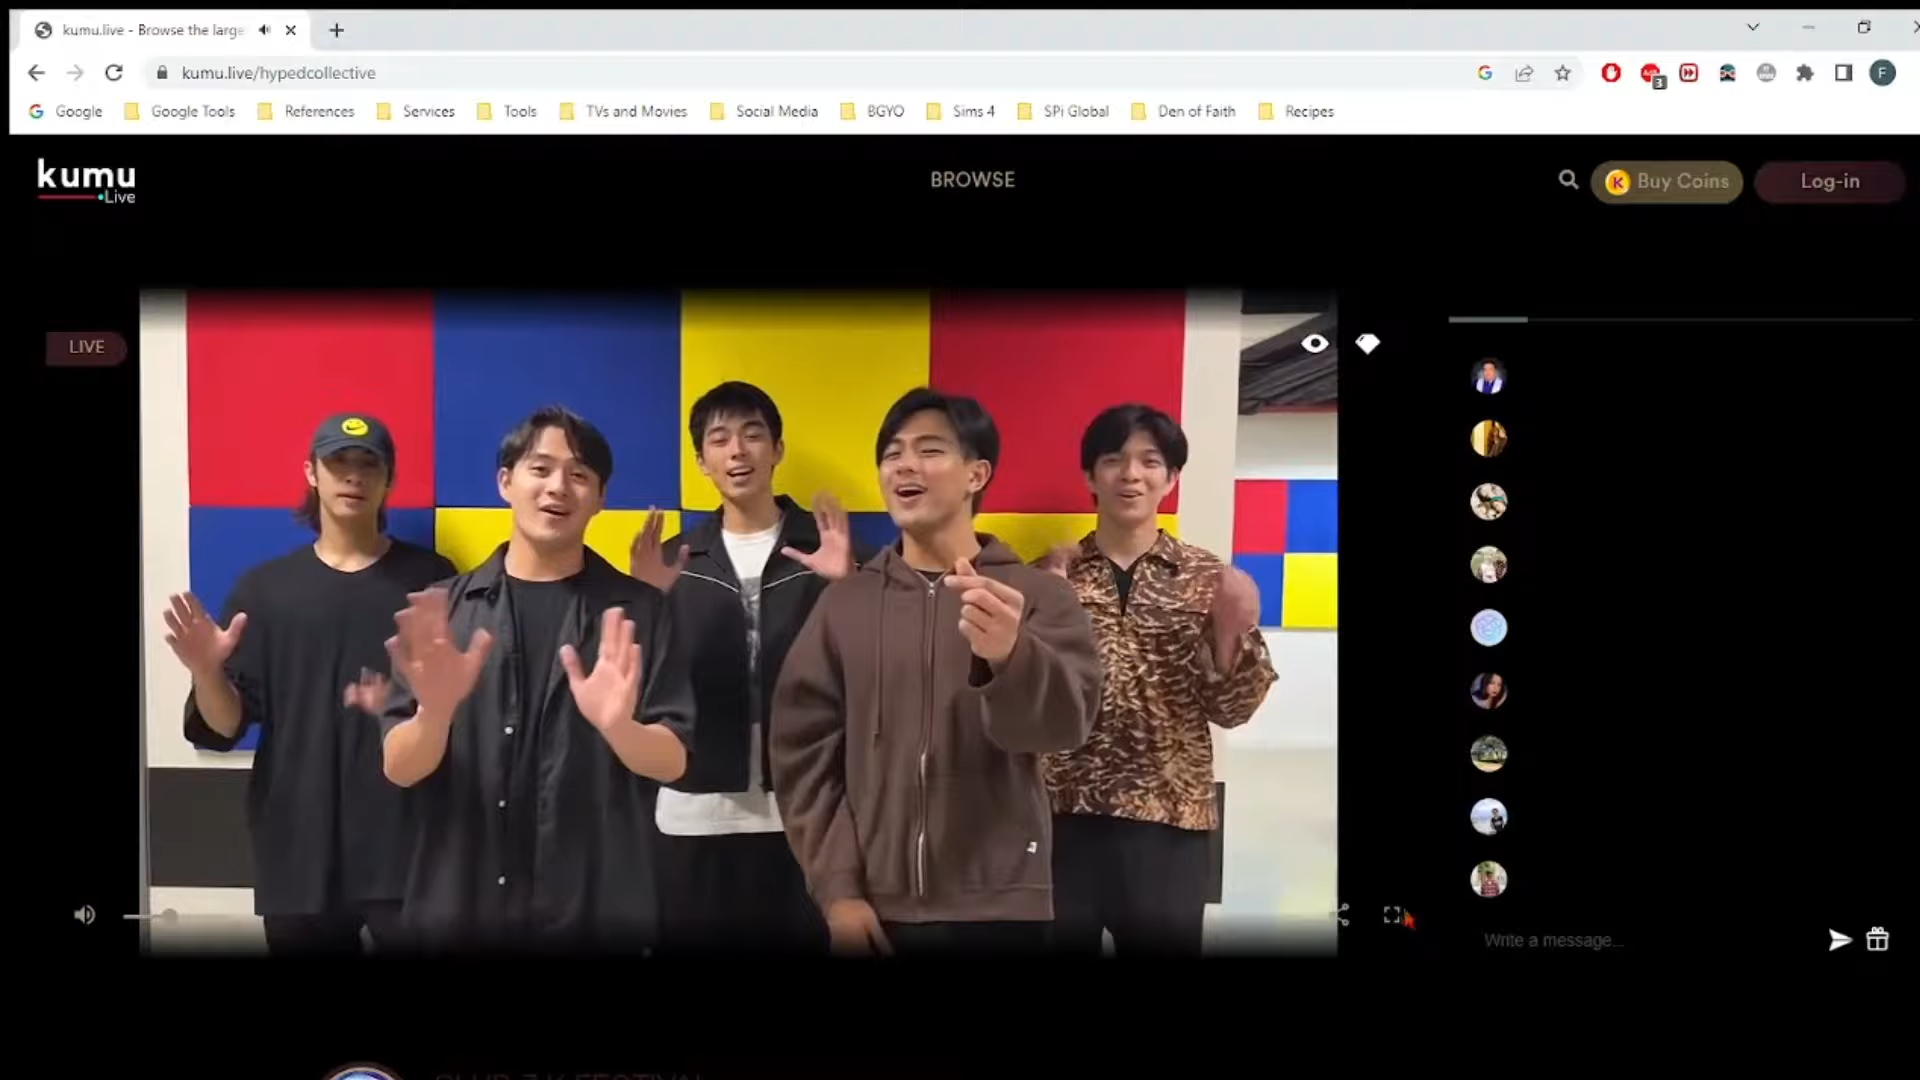 kumu.live - Browse the large
kumu.live/hypedcollective
3
F
Google
Google Tools
References
Services
Tools
TVs and Movies
Social Media
BGYO
Sims 4
SPi Global
Den of Faith
Recipes
kumu
Live
BROWSE
K
Buy Coins
Log-in
LIVE
Write a message...